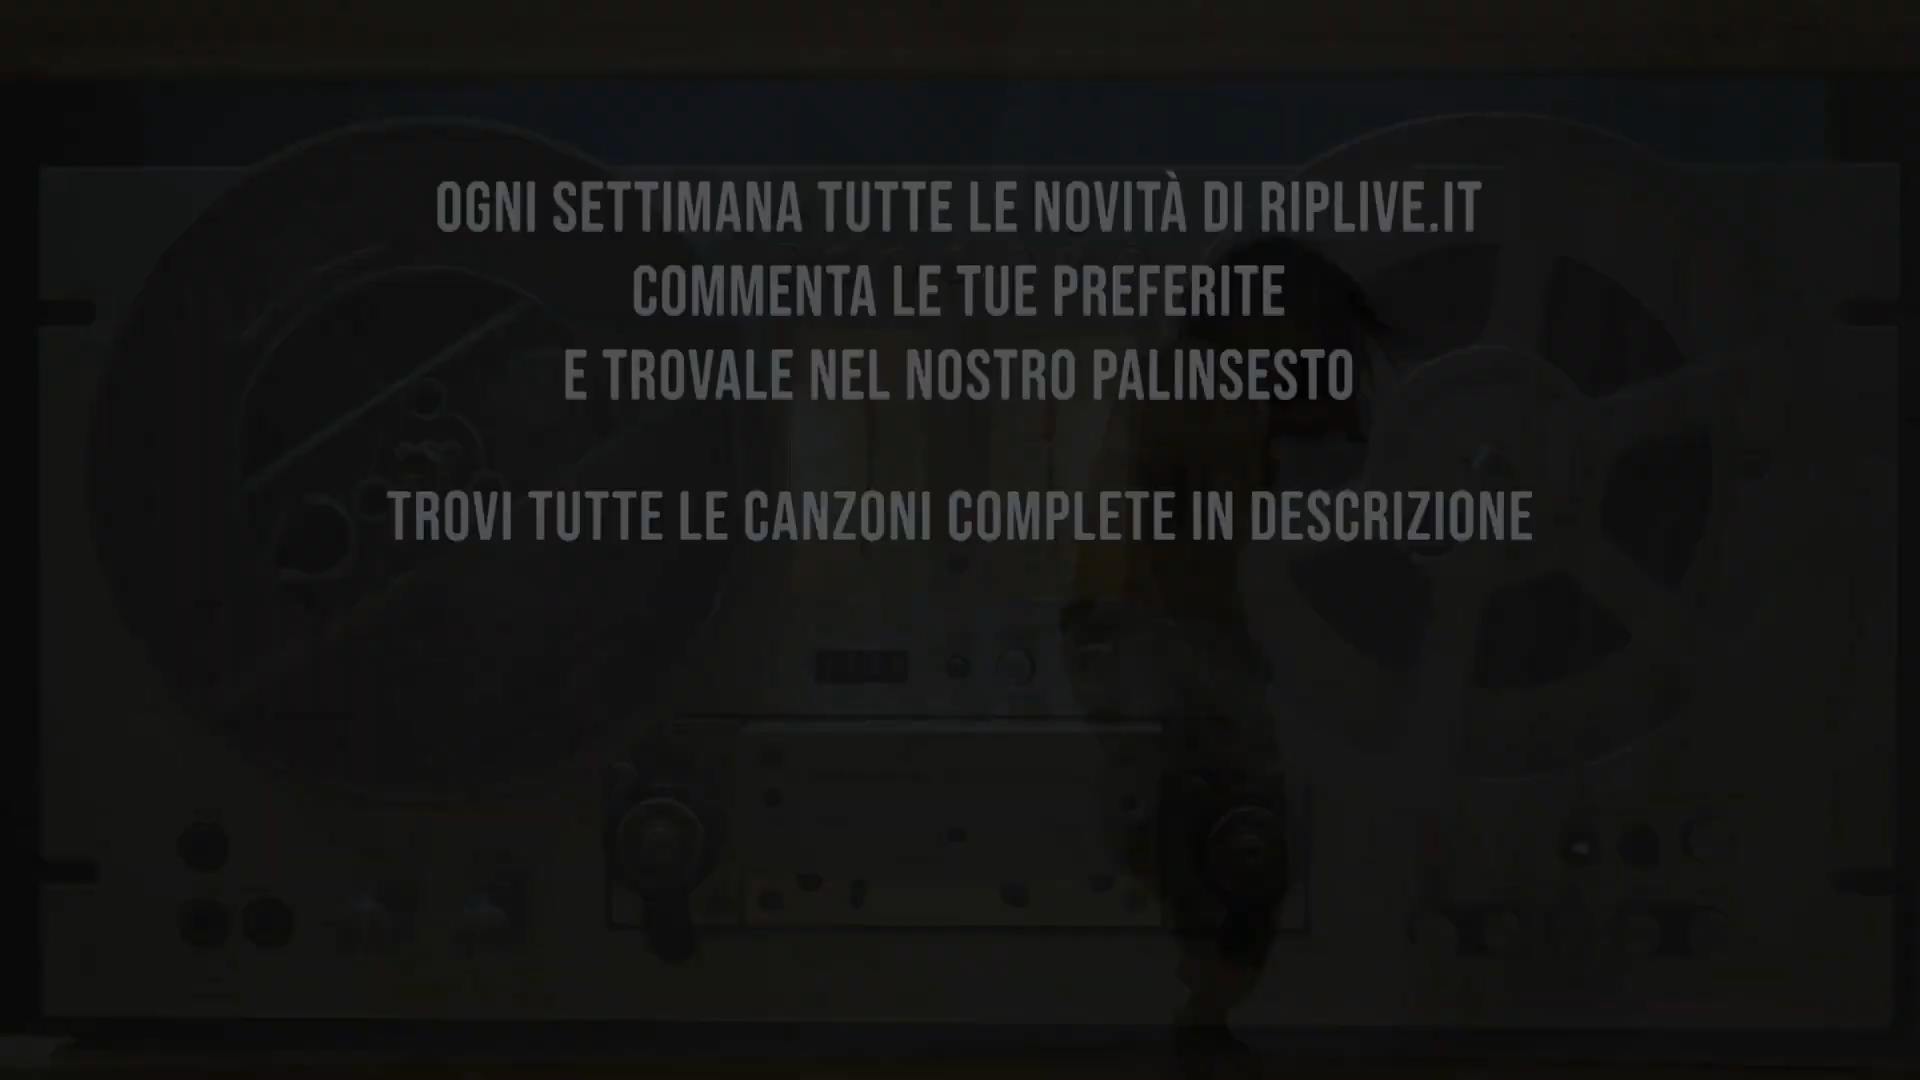 OGNI SETTIMANA TUTTE LE NOVITÀ DI RIPLIVE.IT
COMMENTA LE TUE PREFERITE
E TROVALE NEL NOSTRO PALINSESTO
TROVI TUTTE LE CANZONI COMPLETE IN DESCRIZIONE